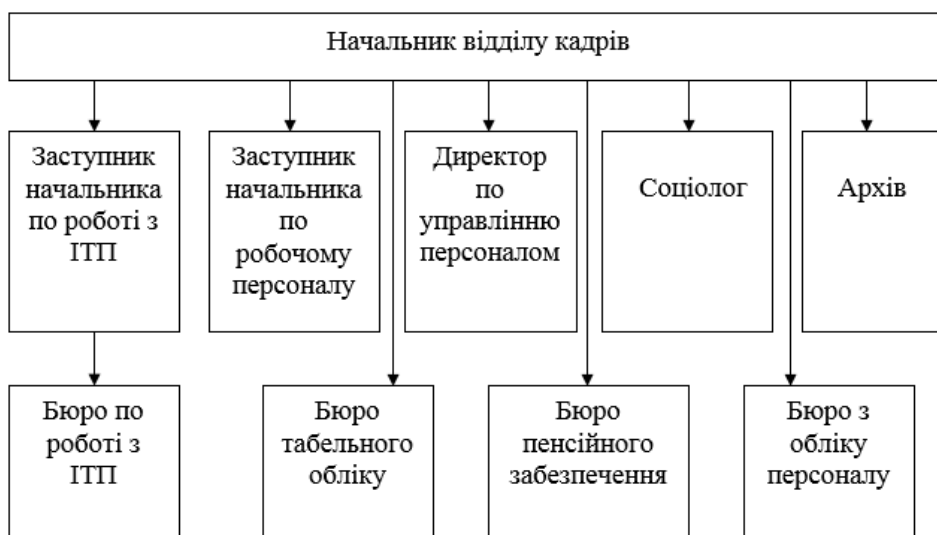 Начальник відділу кадрів
Заступник
начальника
по роботі з
ІТП
Заступник
начальника
по
робочому
персоналу
Директор
по
управлінню
персоналом
Соціолог
Архів
Бюро по
роботі з
ІТП
Бюро
табельного
обліку
Бюро
пенсійного
забезпечення
Бюро з
обліку
персоналу